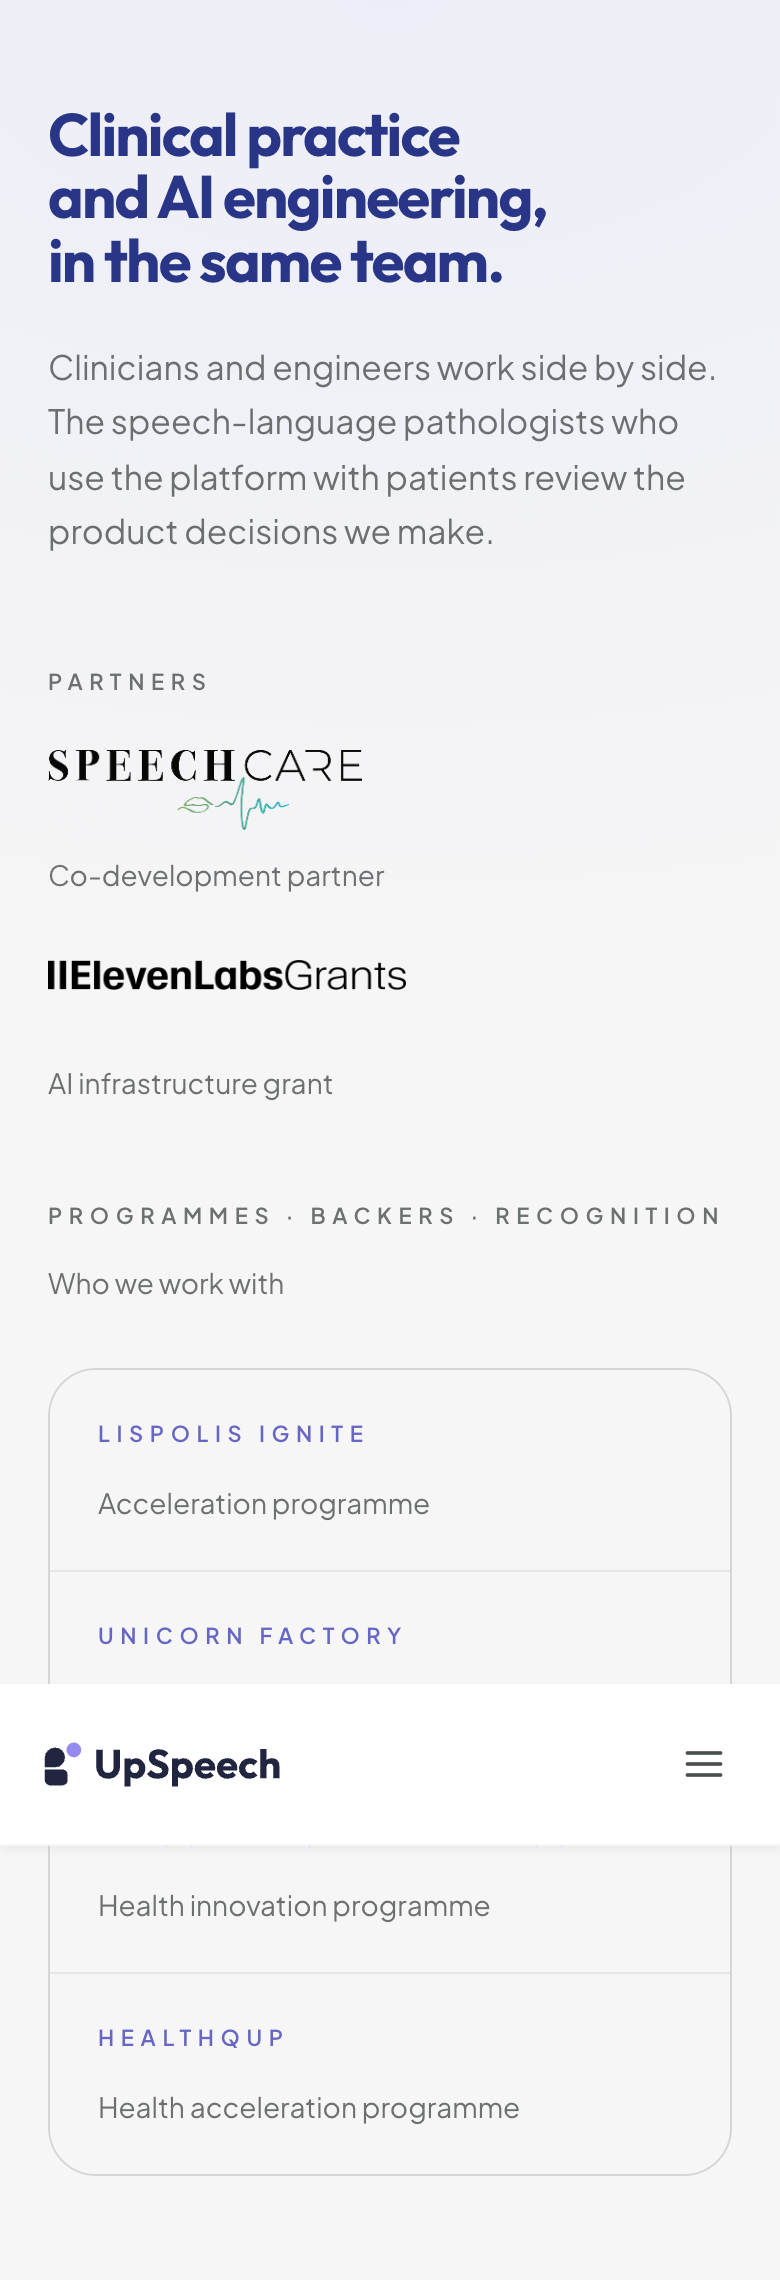 Clinical practice
and AI engineering,
in the same team.
Clinicians and engineers work side by side.
The speech-language pathologists who
use the platform with patients review the
product decisions we make.
PARTNERS
SPEECHCARE
Co-development partner
IIElevenLabsGrants
AI infrastructure grant
PROGRAMMES · BACKERS · RECOGNITION
Who we work with
LISPOLIS IGNITE
Acceleration programme
UNICORN FACTORY
UpSpeech
Health innovation programme
HEALTHQUP
Health acceleration programme